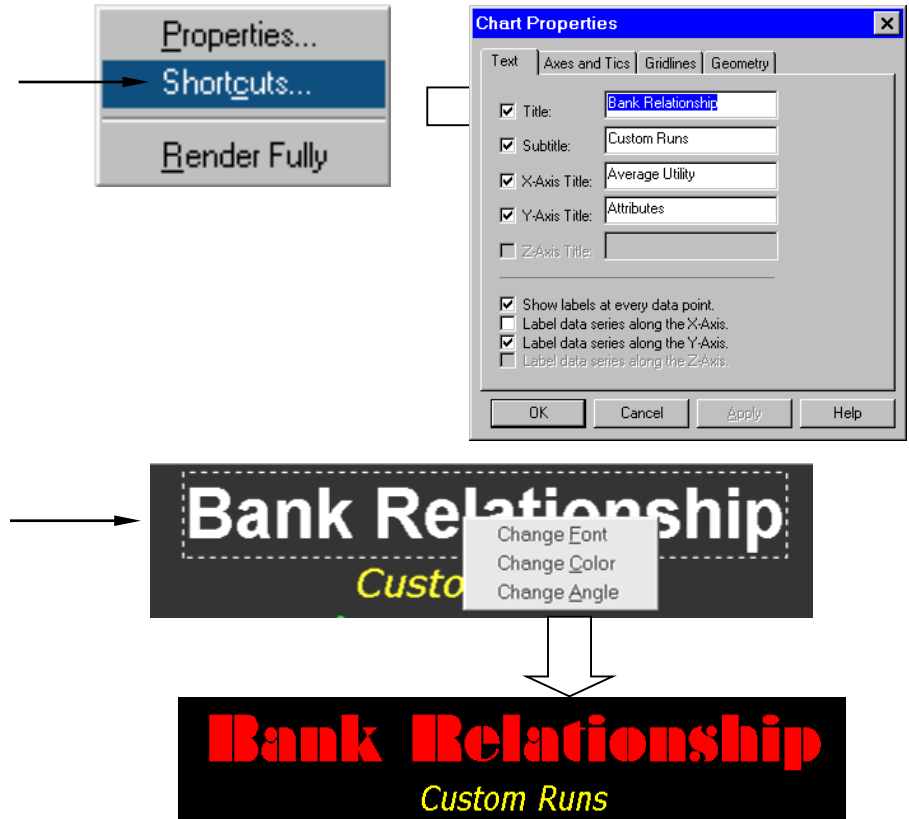 Properties...
Shortcuts...
Render Fully
Chart Properties
Text Axes and Tics Gridlines Geometry
Title: Bank Relationship
Subtitle: Custom Runs
X-Axis Title: Average Utility
Y-Axis Title: Attributes
Z-Axis Title:
Show labels at every data point.
Label data series along the X-Axis.
Label data series along the Y-Axis.
Label data series along the Z-Axis.
OK Cancel Apply Help
Bank Relationship
Change Font
Change Color
Change Angle
Custo
Bank Relationship
Custom Runs